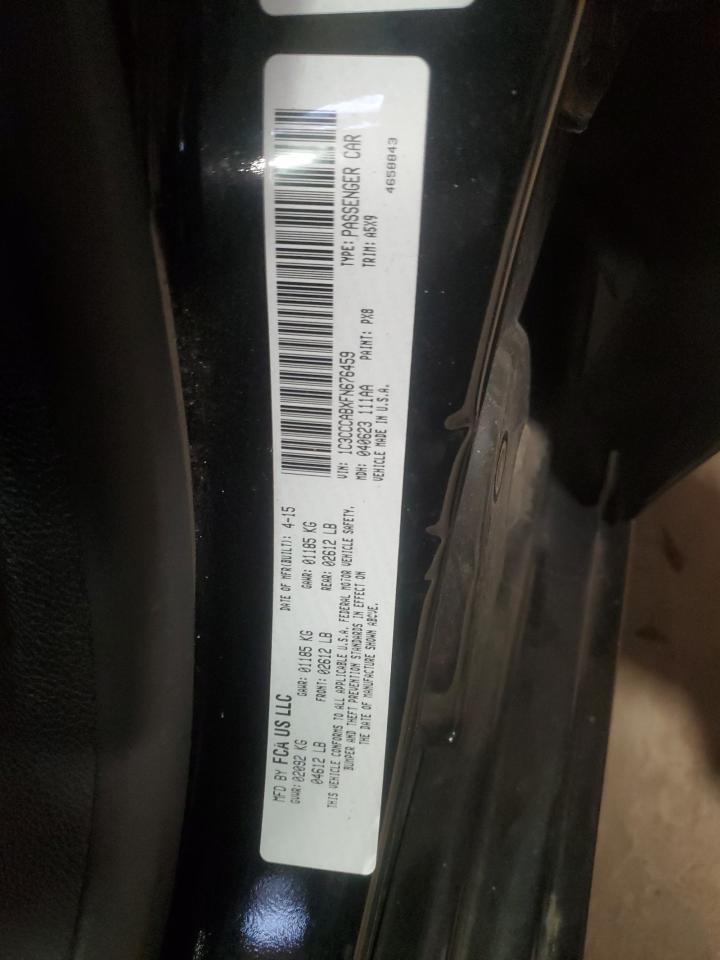 MFD BY FCA US LLC
DATE OF MFR(BUILT): 4-15
GVWR: 02092 KG
GAWR: 01185 KG
GAWR: 01185 KG
04612 LB
FRONT: 02612 LB
REAR: 02612 LB
THIS VEHICLE CONFORMS TO ALL APPLICABLE U.S.A. FEDERAL MOTOR VEHICLE SAFETY,
BUMPER AND THEFT PREVENTION STANDARDS IN EFFECT ON
THE DATE OF MANUFACTURE SHOWN ABOVE.
VIN: 1C3CCCABXFN676459
TYPE: PASSENGER CAR
MDH: 040623 111AA
PAINT: PX8
TRIM: A5X9
VEHICLE MADE IN U.S.A.
4658843